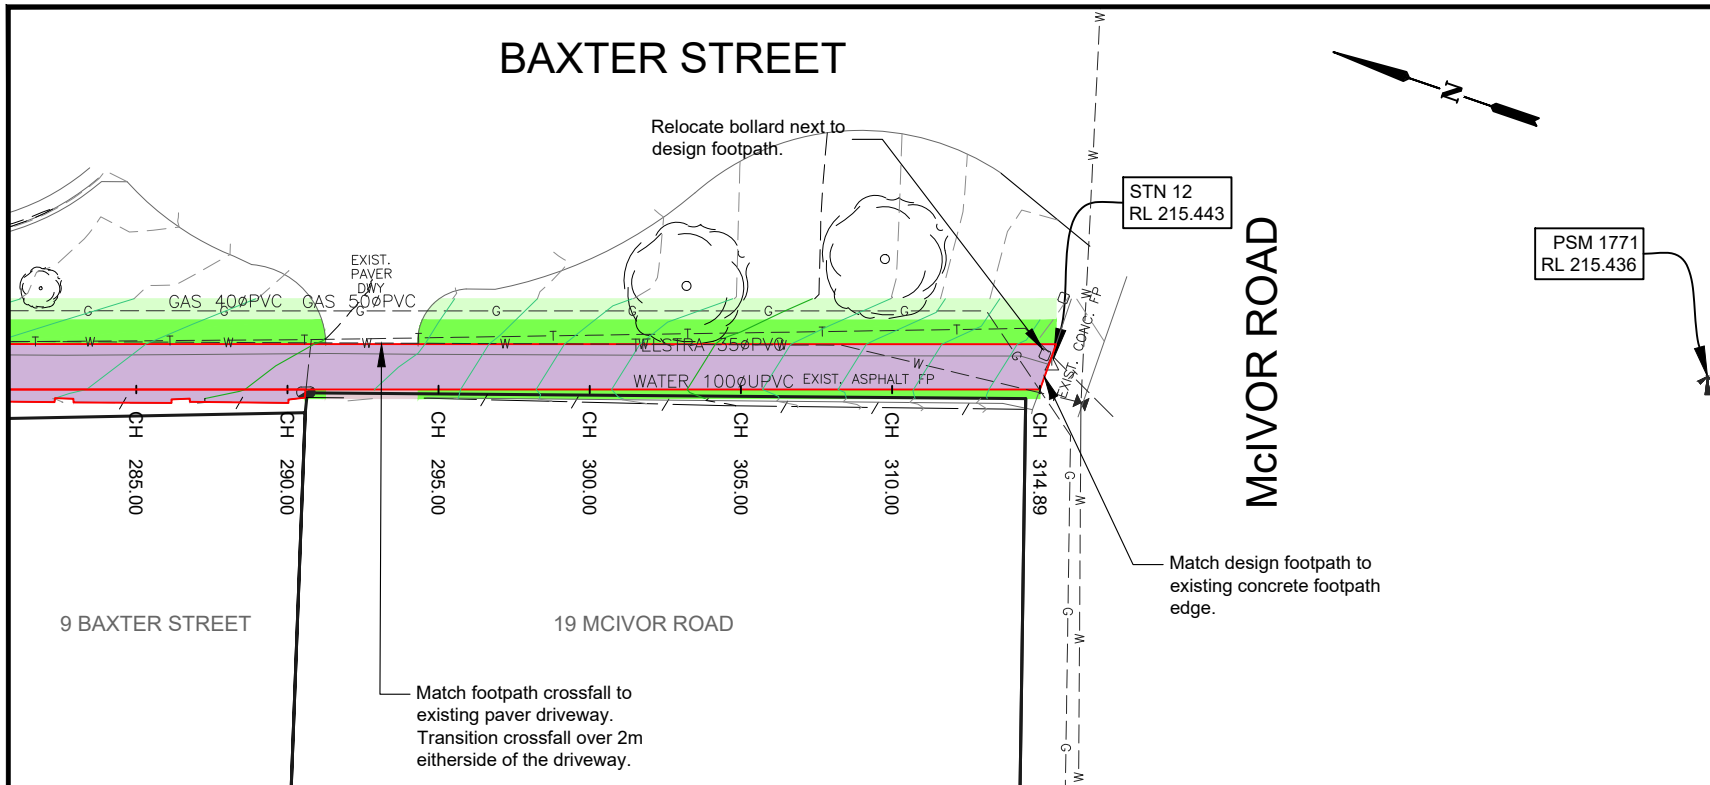 BAXTER STREET
N
Relocate bollard next to
design footpath.
STN 12
RL 215.443
McIVOR ROAD
PSM 1771
RL 215.436
EXIST.
PAVER
DWY
GAS 40øPVC GAS 50øPVC
TELSTRA 35øPVC
WATER 100øUPVC
EXIST. ASPHALT FP
EXIST. CONC. FP
CH 285.00
CH 290.00
CH 295.00
CH 300.00
CH 305.00
CH 310.00
CH 314.89
9 BAXTER STREET
19 MCIVOR ROAD
Match design footpath to
existing concrete footpath
edge.
Match footpath crossfall to
existing paver driveway.
Transition crossfall over 2m
eitherside of the driveway.